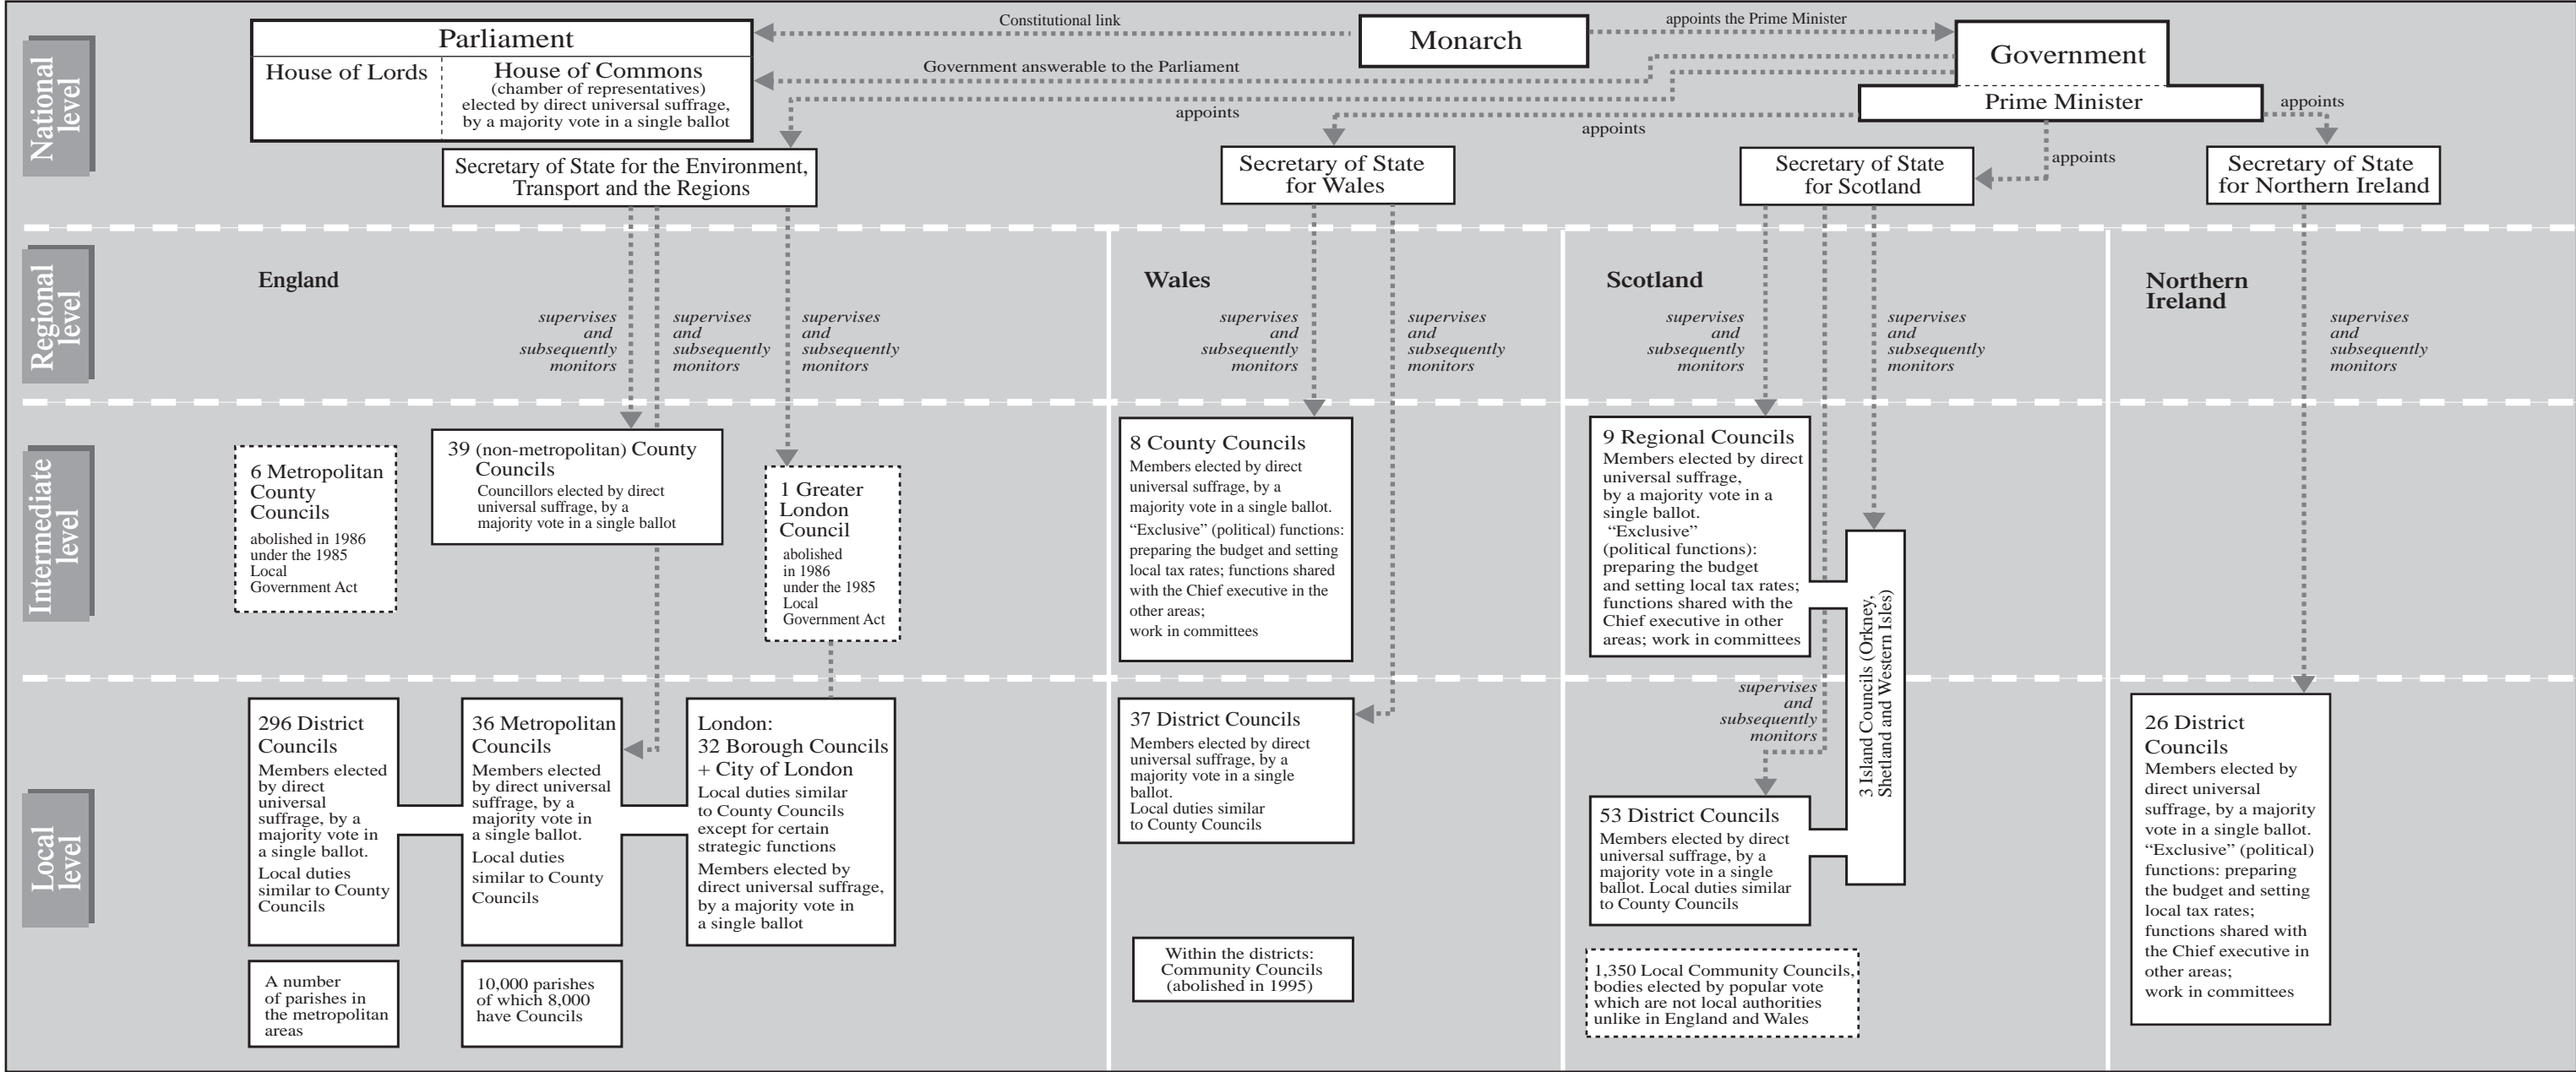 National
level
Parliament
House of Lords
House of Commons
(chamber of representatives)
elected by direct universal suffrage,
by a majority vote in a single ballot
Constitutional link
Monarch
appoints the Prime Minister
Government
Prime Minister
Government answerable to the Parliament
appoints
appoints
appoints
appoints
Secretary of State for the Environment,
Transport and the Regions
Secretary of State
for Wales
Secretary of State
for Scotland
Secretary of State
for Northern Ireland
Regional
level
England
supervises
and
subsequently
monitors
supervises
and
subsequently
monitors
supervises
and
subsequently
monitors
Wales
supervises
and
subsequently
monitors
supervises
and
subsequently
monitors
Scotland
supervises
and
subsequently
monitors
supervises
and
subsequently
monitors
Northern
Ireland
supervises
and
subsequently
monitors
Intermediate
level
6 Metropolitan
County
Councils
abolished in 1986
under the 1985
Local
Government Act
39 (non-metropolitan) County
Councils
Councillors elected by direct
universal suffrage, by a
majority vote in a single ballot
1 Greater
London
Council
abolished
in 1986
under the 1985
Local
Government Act
8 County Councils
Members elected by direct
universal suffrage, by a
majority vote in a single ballot.
“Exclusive” (political) functions:
preparing the budget and setting
local tax rates; functions shared
with the Chief executive in the
other areas;
work in committees
9 Regional Councils
Members elected by direct
universal suffrage,
by a majority vote in a
single ballot.
“Exclusive”
(political functions):
preparing the budget
and setting local tax rates;
functions shared with the
Chief executive in other
areas; work in committees
3 Island Councils (Orkney,
Shetland and Western Isles)
Local
level
296 District
Councils
Members elected
by direct
universal
suffrage, by a
majority vote in
a single ballot.
Local duties
similar to County
Councils
36 Metropolitan
Councils
Members elected
by direct universal
suffrage, by a
majority vote in
a single ballot.
Local duties
similar to County
Councils
London:
32 Borough Councils
+ City of London
Local duties similar
to County Councils
except for certain
strategic functions
Members elected by
direct universal suffrage,
by a majority vote in
a single ballot
A number
of parishes in
the metropolitan
areas
10,000 parishes
of which 8,000
have Councils
37 District Councils
Members elected by direct
universal suffrage, by a
majority vote in a single
ballot.
Local duties similar
to County Councils
Within the districts:
Community Councils
(abolished in 1995)
supervises
and
subsequently
monitors
53 District Councils
Members elected by direct
universal suffrage, by a
majority vote in a single
ballot. Local duties similar
to County Councils
1,350 Local Community Councils,
bodies elected by popular vote
which are not local authorities
unlike in England and Wales
26 District
Councils
Members elected by
direct universal
suffrage, by a majority
vote in a single ballot.
“Exclusive” (political)
functions: preparing
the budget and setting
local tax rates;
functions shared with
the Chief executive in
other areas;
work in committees